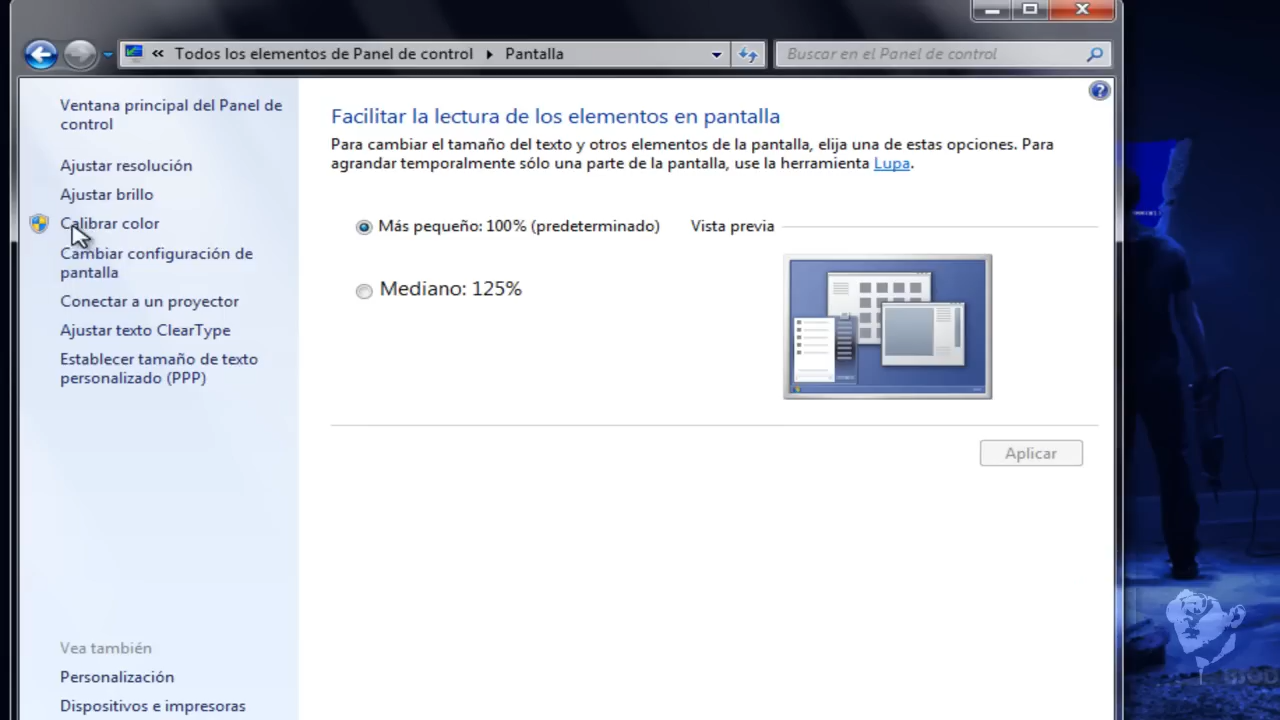 « Todos los elementos de Panel de control Pantalla
Buscar en el Panel de control
Ventana principal del Panel de
control
Ajustar resolución
Ajustar brillo
Calibrar color
Cambiar configuración de
pantalla
Conectar a un proyector
Ajustar texto ClearType
Establecer tamaño de texto
personalizado (PPP)
Vea también
Personalización
Dispositivos e impresoras
Facilitar la lectura de los elementos en pantalla
Para cambiar el tamaño del texto y otros elementos de la pantalla, elija una de estas opciones. Para
agrandar temporalmente sólo una parte de la pantalla, use la herramienta Lupa.
Más pequeño: 100% (predeterminado)
Vista previa
Mediano: 125%
Aplicar